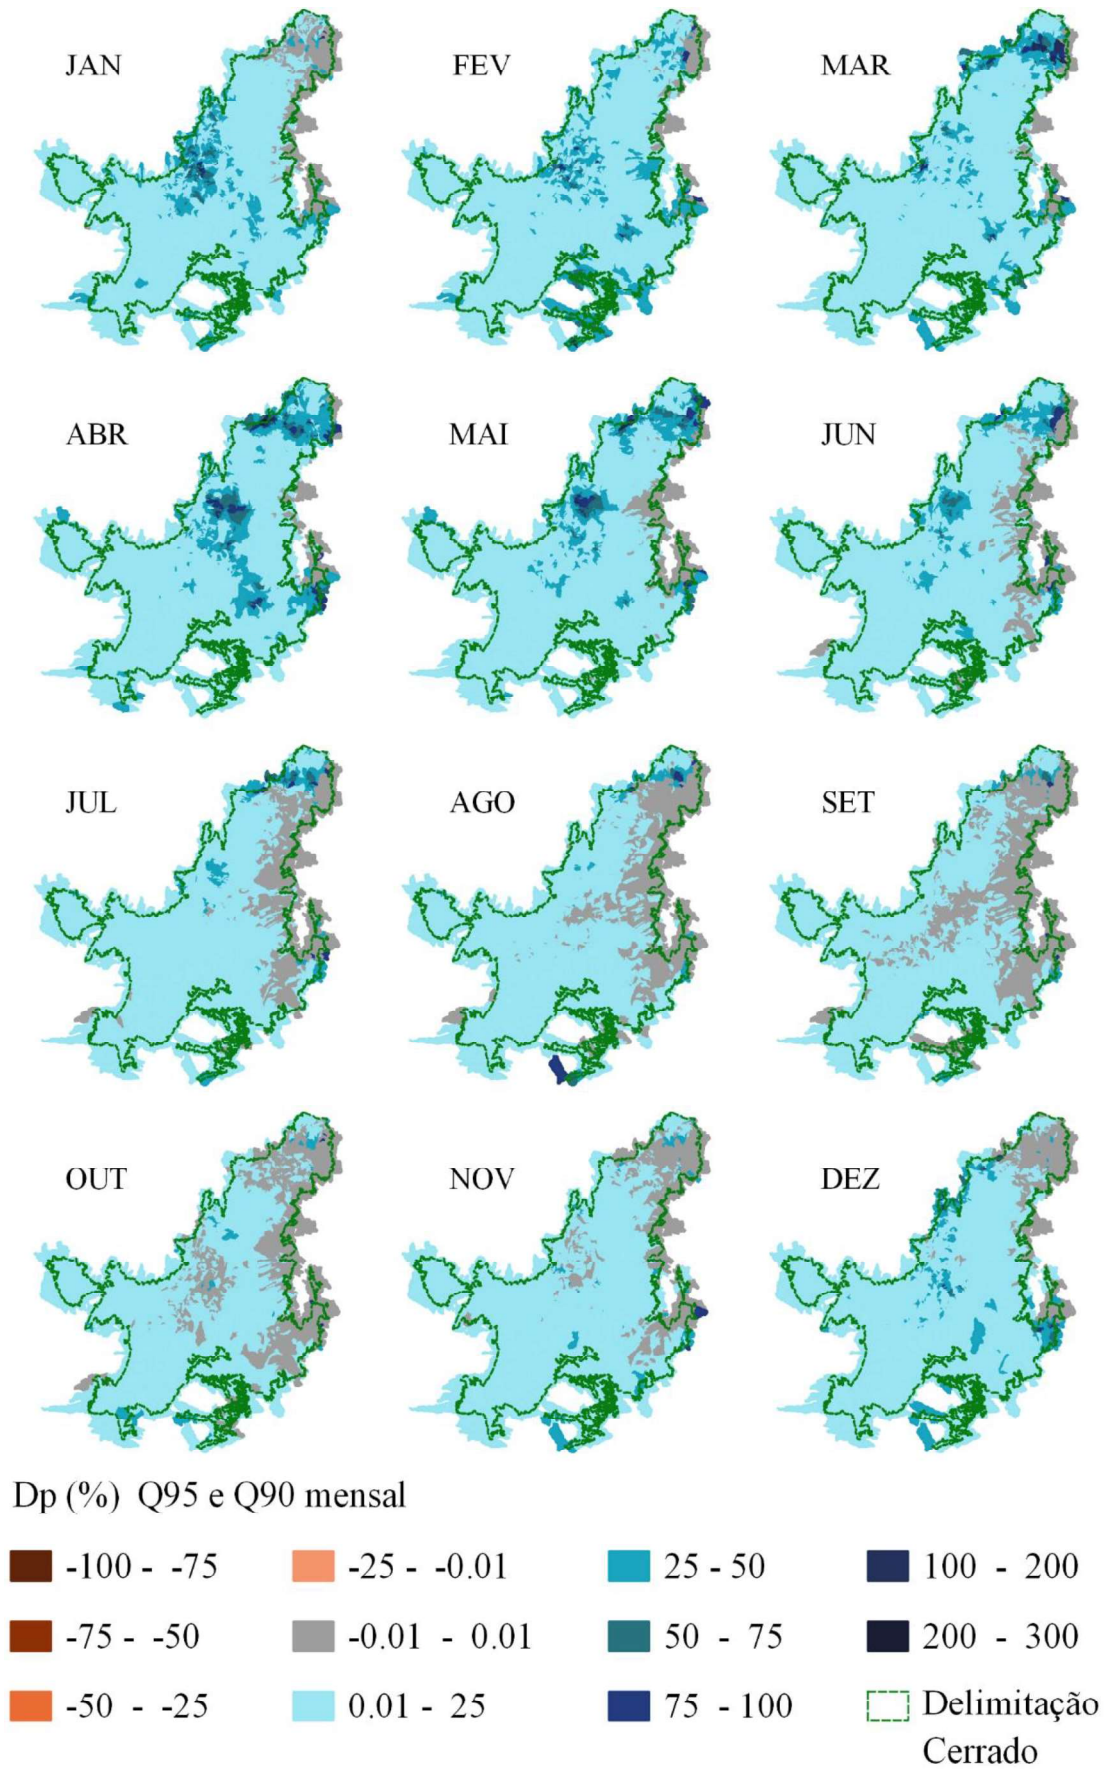 JAN FEV MAR
ABR MAI JUN
JUL AGO SET
OUT NOV DEZ
Dp (%) Q95 e Q90 mensal
-100 - -75 -25 - -0.01 25 - 50 100 - 200
-75 - -50 -0.01 - 0.01 50 - 75 200 - 300
-50 - -25 0.01 - 25 75 - 100 Delimitação
Cerrado